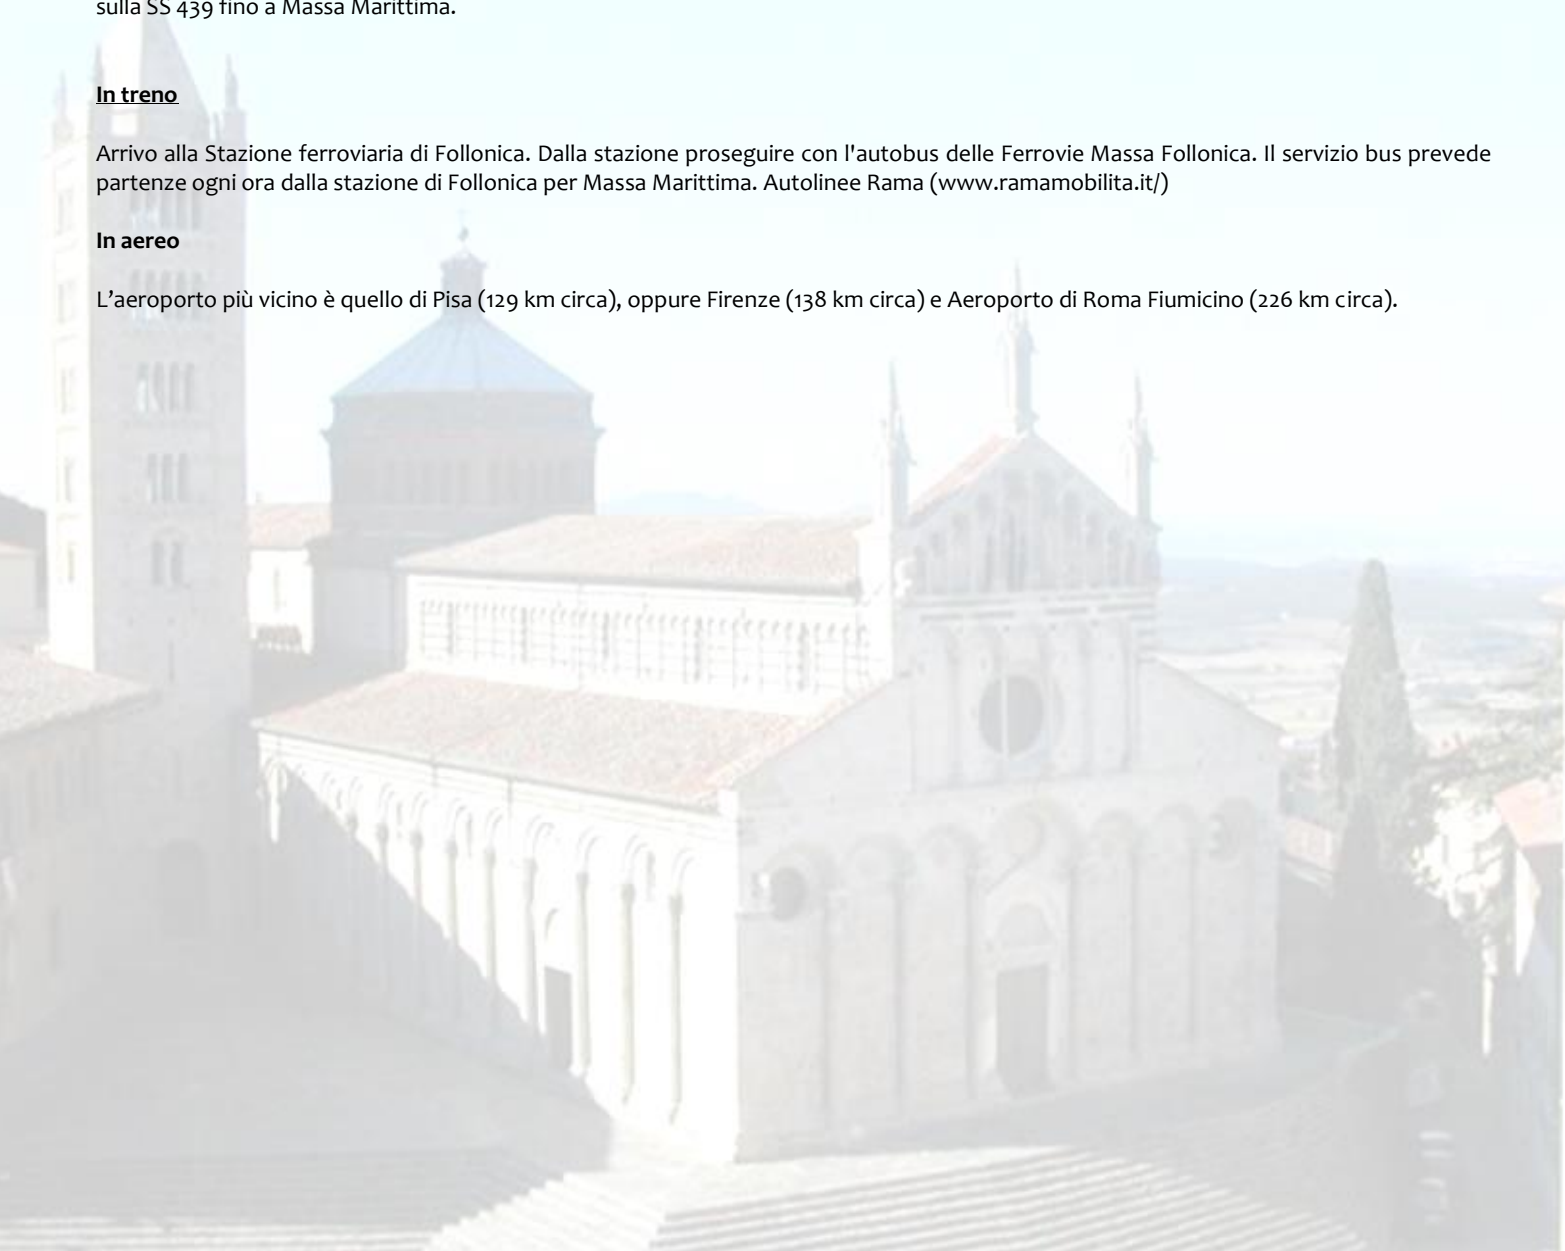 sulla SS 439 fino a Massa Marittima.
In treno
Arrivo alla Stazione ferroviaria di Follonica. Dalla stazione proseguire con l'autobus delle Ferrovie Massa Follonica. Il servizio bus prevede
partenze ogni ora dalla stazione di Follonica per Massa Marittima. Autolinee Rama (www.ramamobilita.it/)
In aereo
L’aeroporto più vicino è quello di Pisa (129 km circa), oppure Firenze (138 km circa) e Aeroporto di Roma Fiumicino (226 km circa).